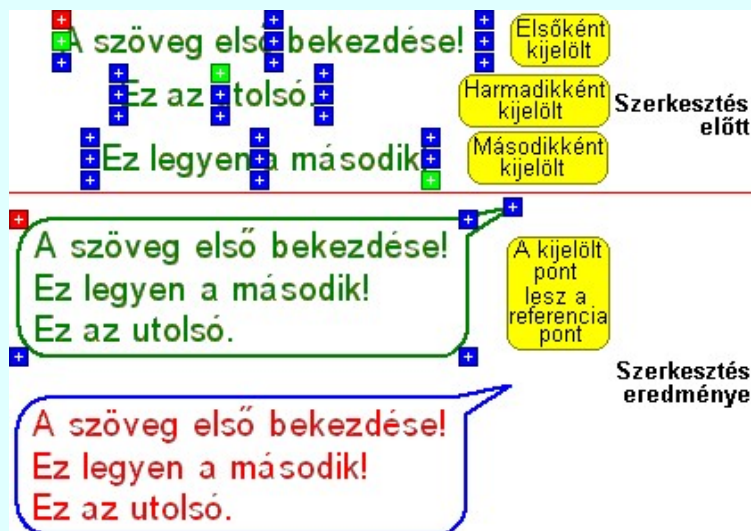 A szöveg első bekezdése!
Elsőként
kijelölt
Ez az utolsó.
Harmadikként
kijelölt
Szerkesztés
előtt
Ez legyen a második
Másodikként
kijelölt
A szöveg első bekezdése!
Ez legyen a második!
Ez az utolsó.
A kijelölt
pont
lesz a
referencia
pont
Szerkesztés
eredménye
A szöveg első bekezdése!
Ez legyen a második!
Ez az utolsó.